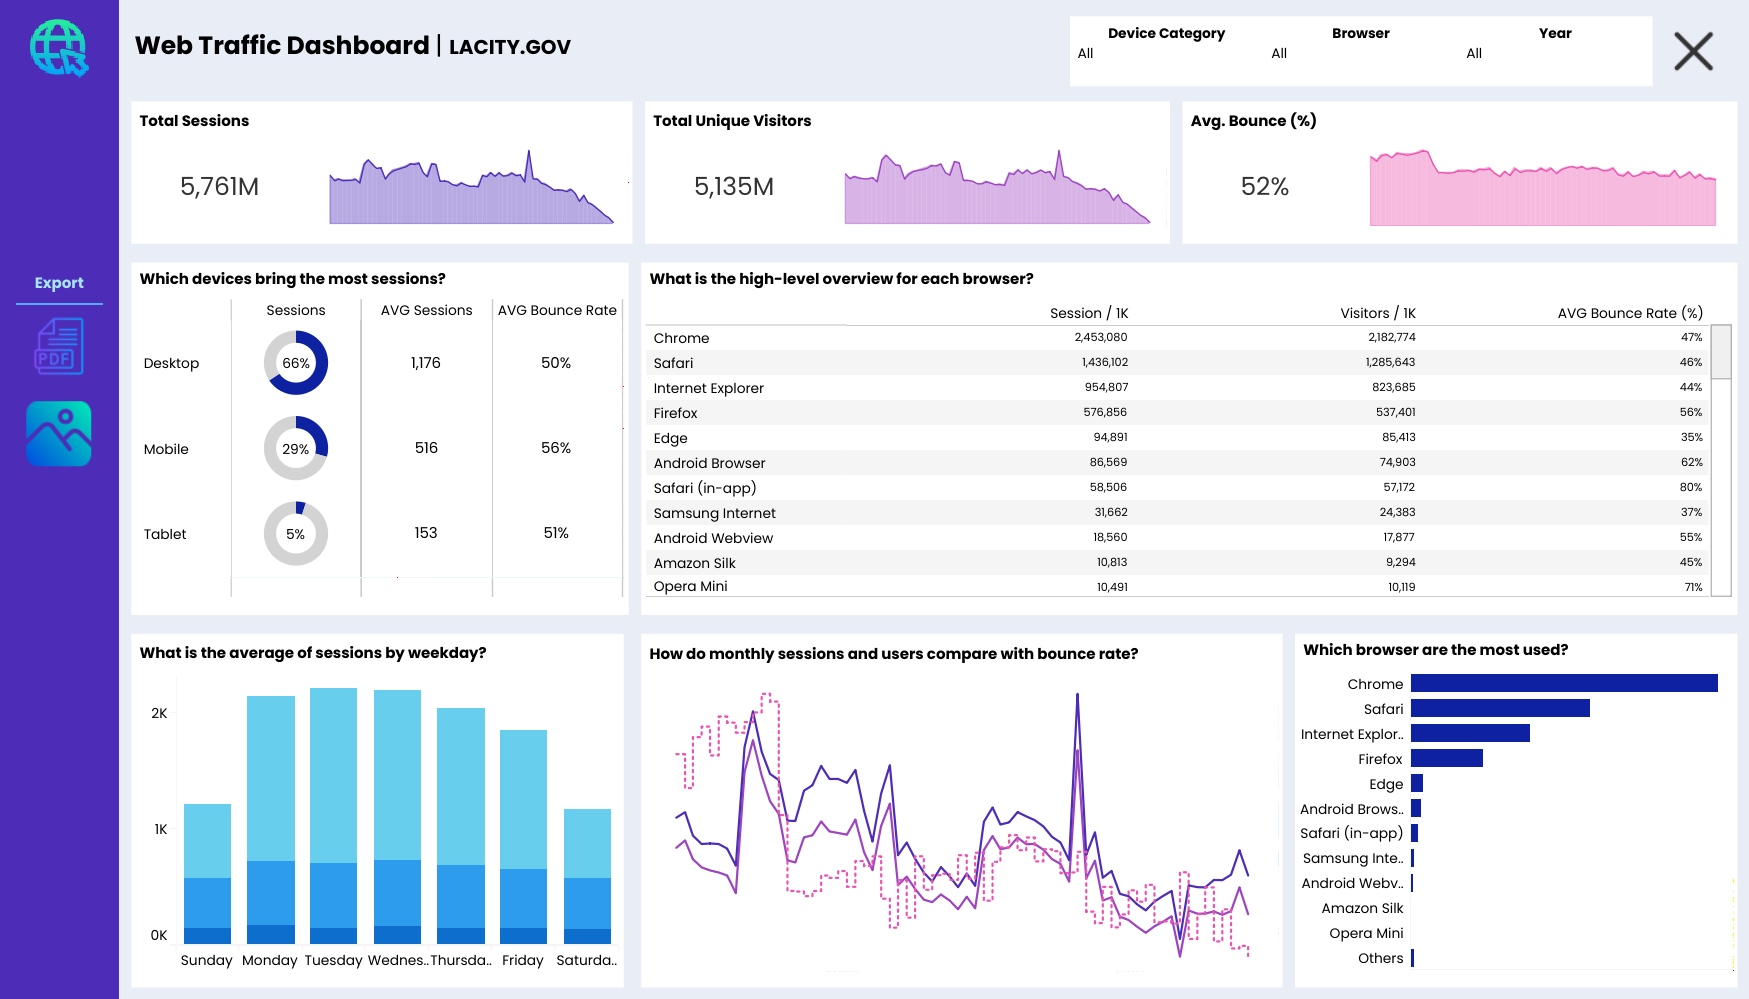 Web Traffic Dashboard | LACITY.GOV
Device Category Browser Year
All All All
Total Sessions
5,761M
Total Unique Visitors
5,135M
Avg. Bounce (%)
52%
Export
PDF
Which devices bring the most sessions?
Sessions AVG Sessions AVG Bounce Rate
Desktop 66% 1,176 50%
Mobile 29% 516 56%
Tablet 5% 153 51%
What is the high-level overview for each browser?
Session / 1K Visitors / 1K AVG Bounce Rate (%)
Chrome 2,453,080 2,182,774 47%
Safari 1,436,102 1,285,643 46%
Internet Explorer 954,807 823,685 44%
Firefox 576,856 537,401 56%
Edge 94,891 85,413 35%
Android Browser 86,569 74,903 62%
Safari (in-app) 58,506 57,172 80%
Samsung Internet 31,662 24,383 37%
Android Webview 18,560 17,877 55%
Amazon Silk 10,813 9,294 45%
Opera Mini 10,491 10,119 71%
What is the average of sessions by weekday?
2K
1K
0K
Sunday Monday Tuesday Wednes.. Thursda.. Friday Saturda..
How do monthly sessions and users compare with bounce rate?
Which browser are the most used?
Chrome
Safari
Internet Explor..
Firefox
Edge
Android Brows..
Safari (in-app)
Samsung Inte..
Android Webv..
Amazon Silk
Opera Mini
Others